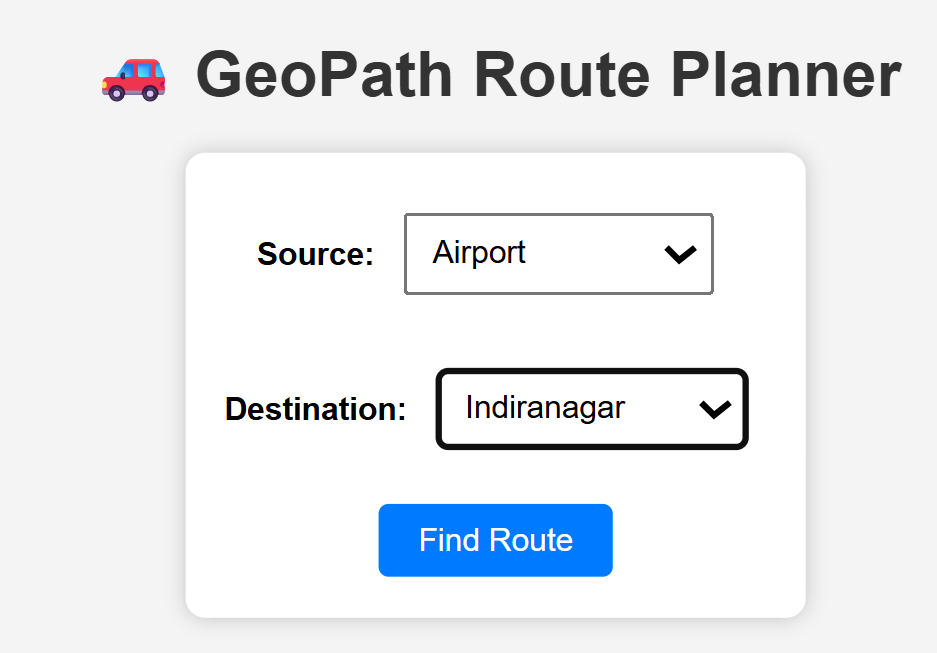 GeoPath Route Planner
Source: Airport
Destination: Indiranagar
Find Route